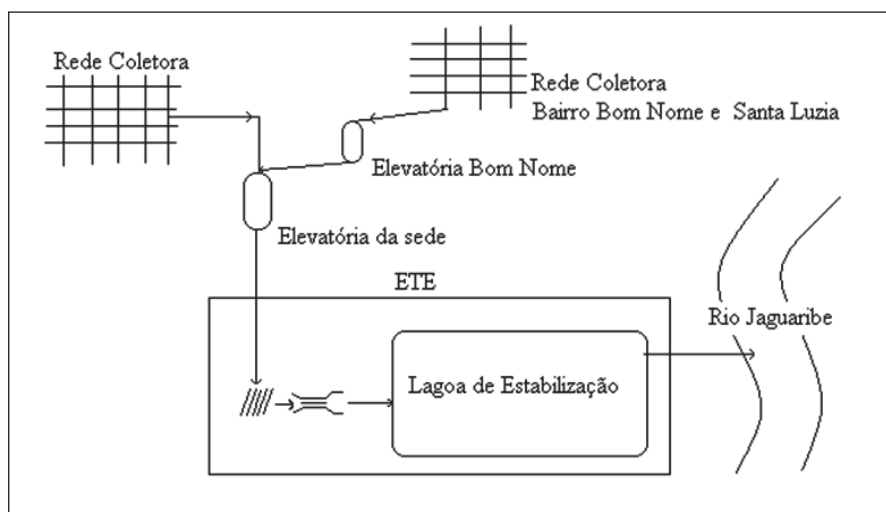 Rede Coletora
Rede Coletora
Bairro Bom Nome e Santa Luzia
Elevatória Bom Nome
Elevatória da sede
ETE
Rio Jaguaribe
Lagoa de Estabilização